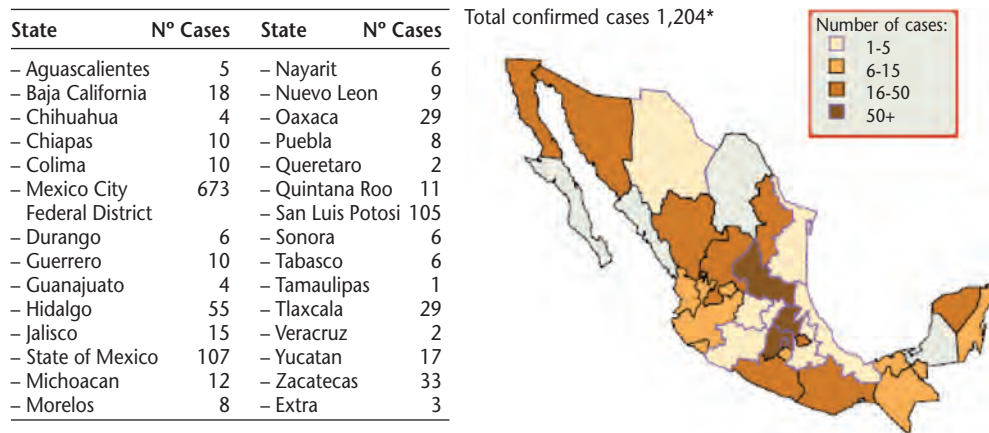 State Nº Cases State Nº Cases
– Aguascalientes 5 – Nayarit 6
– Baja California 18 – Nuevo Leon 9
– Chihuahua 4 – Oaxaca 29
– Chiapas 10 – Puebla 8
– Colima 10 – Queretaro 2
– Mexico City 673 – Quintana Roo 11
Federal District – San Luis Potosi 105
– Durango 6 – Sonora 6
– Guerrero 10 – Tabasco 6
– Guanajuato 4 – Tamaulipas 1
– Hidalgo 55 – Tlaxcala 29
– Jalisco 15 – Veracruz 2
– State of Mexico 107 – Yucatan 17
– Michoacan 12 – Zacatecas 33
– Morelos 8 – Extra 3
Total confirmed cases 1,204*
Number of cases:
1-5
6-15
16-50
50+